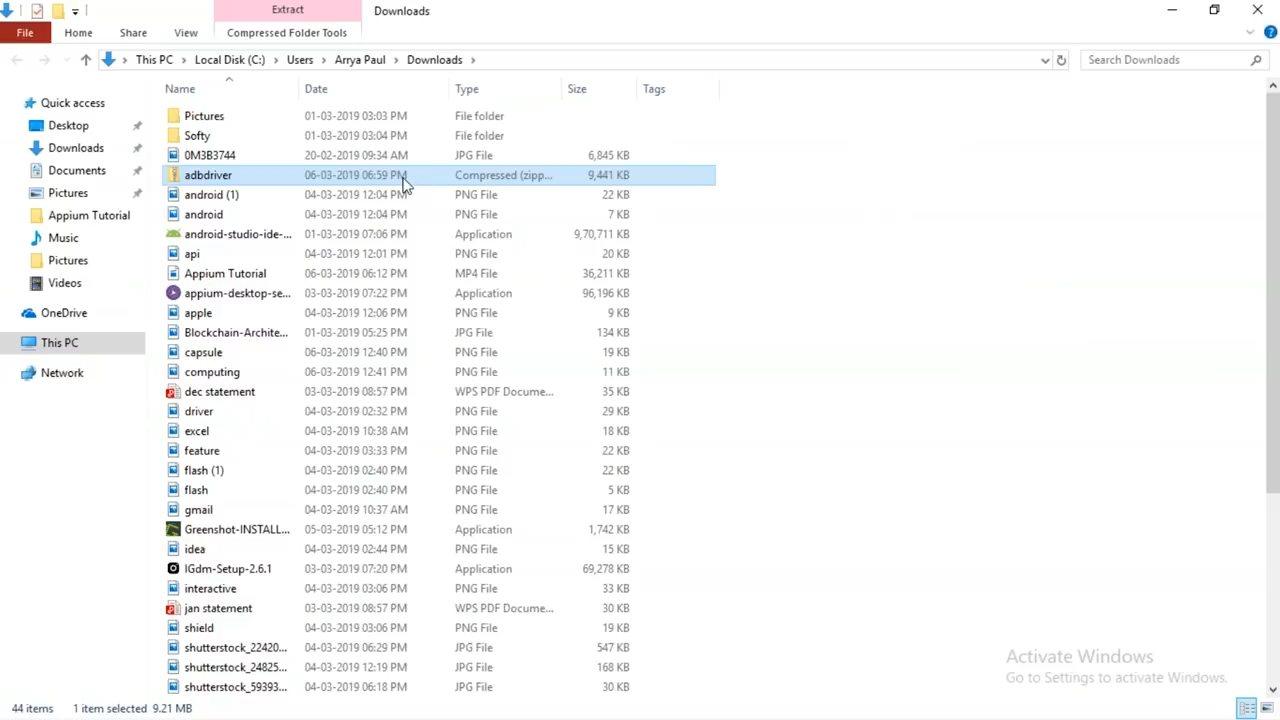 Extract Downloads
File Home Share View Compressed Folder Tools
This PC Local Disk (C:) Users Arrya Paul Downloads Search Downloads
Name Date Type Size Tags
Quick access
Desktop
Downloads
Documents
Pictures
Appium Tutorial
Music
Pictures
Videos
OneDrive
This PC
Network
Pictures 01-03-2019 03:03 PM File folder
Softy 01-03-2019 03:04 PM File folder
0M3B3744 20-02-2019 09:34 AM JPG File 6,845 KB
adbdriver 06-03-2019 06:59 PM Compressed (zipp... 9,441 KB
android (1) 04-03-2019 12:04 PM PNG File 22 KB
android 04-03-2019 12:04 PM PNG File 7 KB
android-studio-ide-... 01-03-2019 07:06 PM Application 9,70,711 KB
api 04-03-2019 12:01 PM PNG File 20 KB
Appium Tutorial 06-03-2019 06:12 PM MP4 File 36,211 KB
appium-desktop-se... 03-03-2019 07:22 PM Application 96,196 KB
apple 04-03-2019 12:06 PM PNG File 9 KB
Blockchain-Archite... 01-03-2019 05:25 PM JPG File 134 KB
capsule 06-03-2019 12:40 PM PNG File 19 KB
computing 06-03-2019 12:41 PM PNG File 11 KB
dec statement 03-03-2019 08:57 PM WPS PDF Docume... 35 KB
driver 04-03-2019 02:32 PM PNG File 29 KB
excel 04-03-2019 10:38 AM PNG File 18 KB
feature 04-03-2019 03:33 PM PNG File 22 KB
flash (1) 04-03-2019 02:40 PM PNG File 22 KB
flash 04-03-2019 02:40 PM PNG File 5 KB
gmail 04-03-2019 10:37 AM PNG File 17 KB
Greenshot-INSTALL... 05-03-2019 05:12 PM Application 1,742 KB
idea 04-03-2019 02:44 PM PNG File 15 KB
IGdm-Setup-2.6.1 03-03-2019 07:20 PM Application 69,278 KB
interactive 04-03-2019 03:06 PM PNG File 33 KB
jan statement 03-03-2019 08:57 PM WPS PDF Docume... 30 KB
shield 04-03-2019 03:06 PM PNG File 19 KB
shutterstock_22420... 04-03-2019 06:29 PM JPG File 547 KB
shutterstock_24825... 04-03-2019 12:19 PM JPG File 168 KB
shutterstock_59393... 04-03-2019 06:18 PM JPG File 30 KB
Activate Windows
Go to Settings to activate Windows.
44 items 1 item selected 9.21 MB